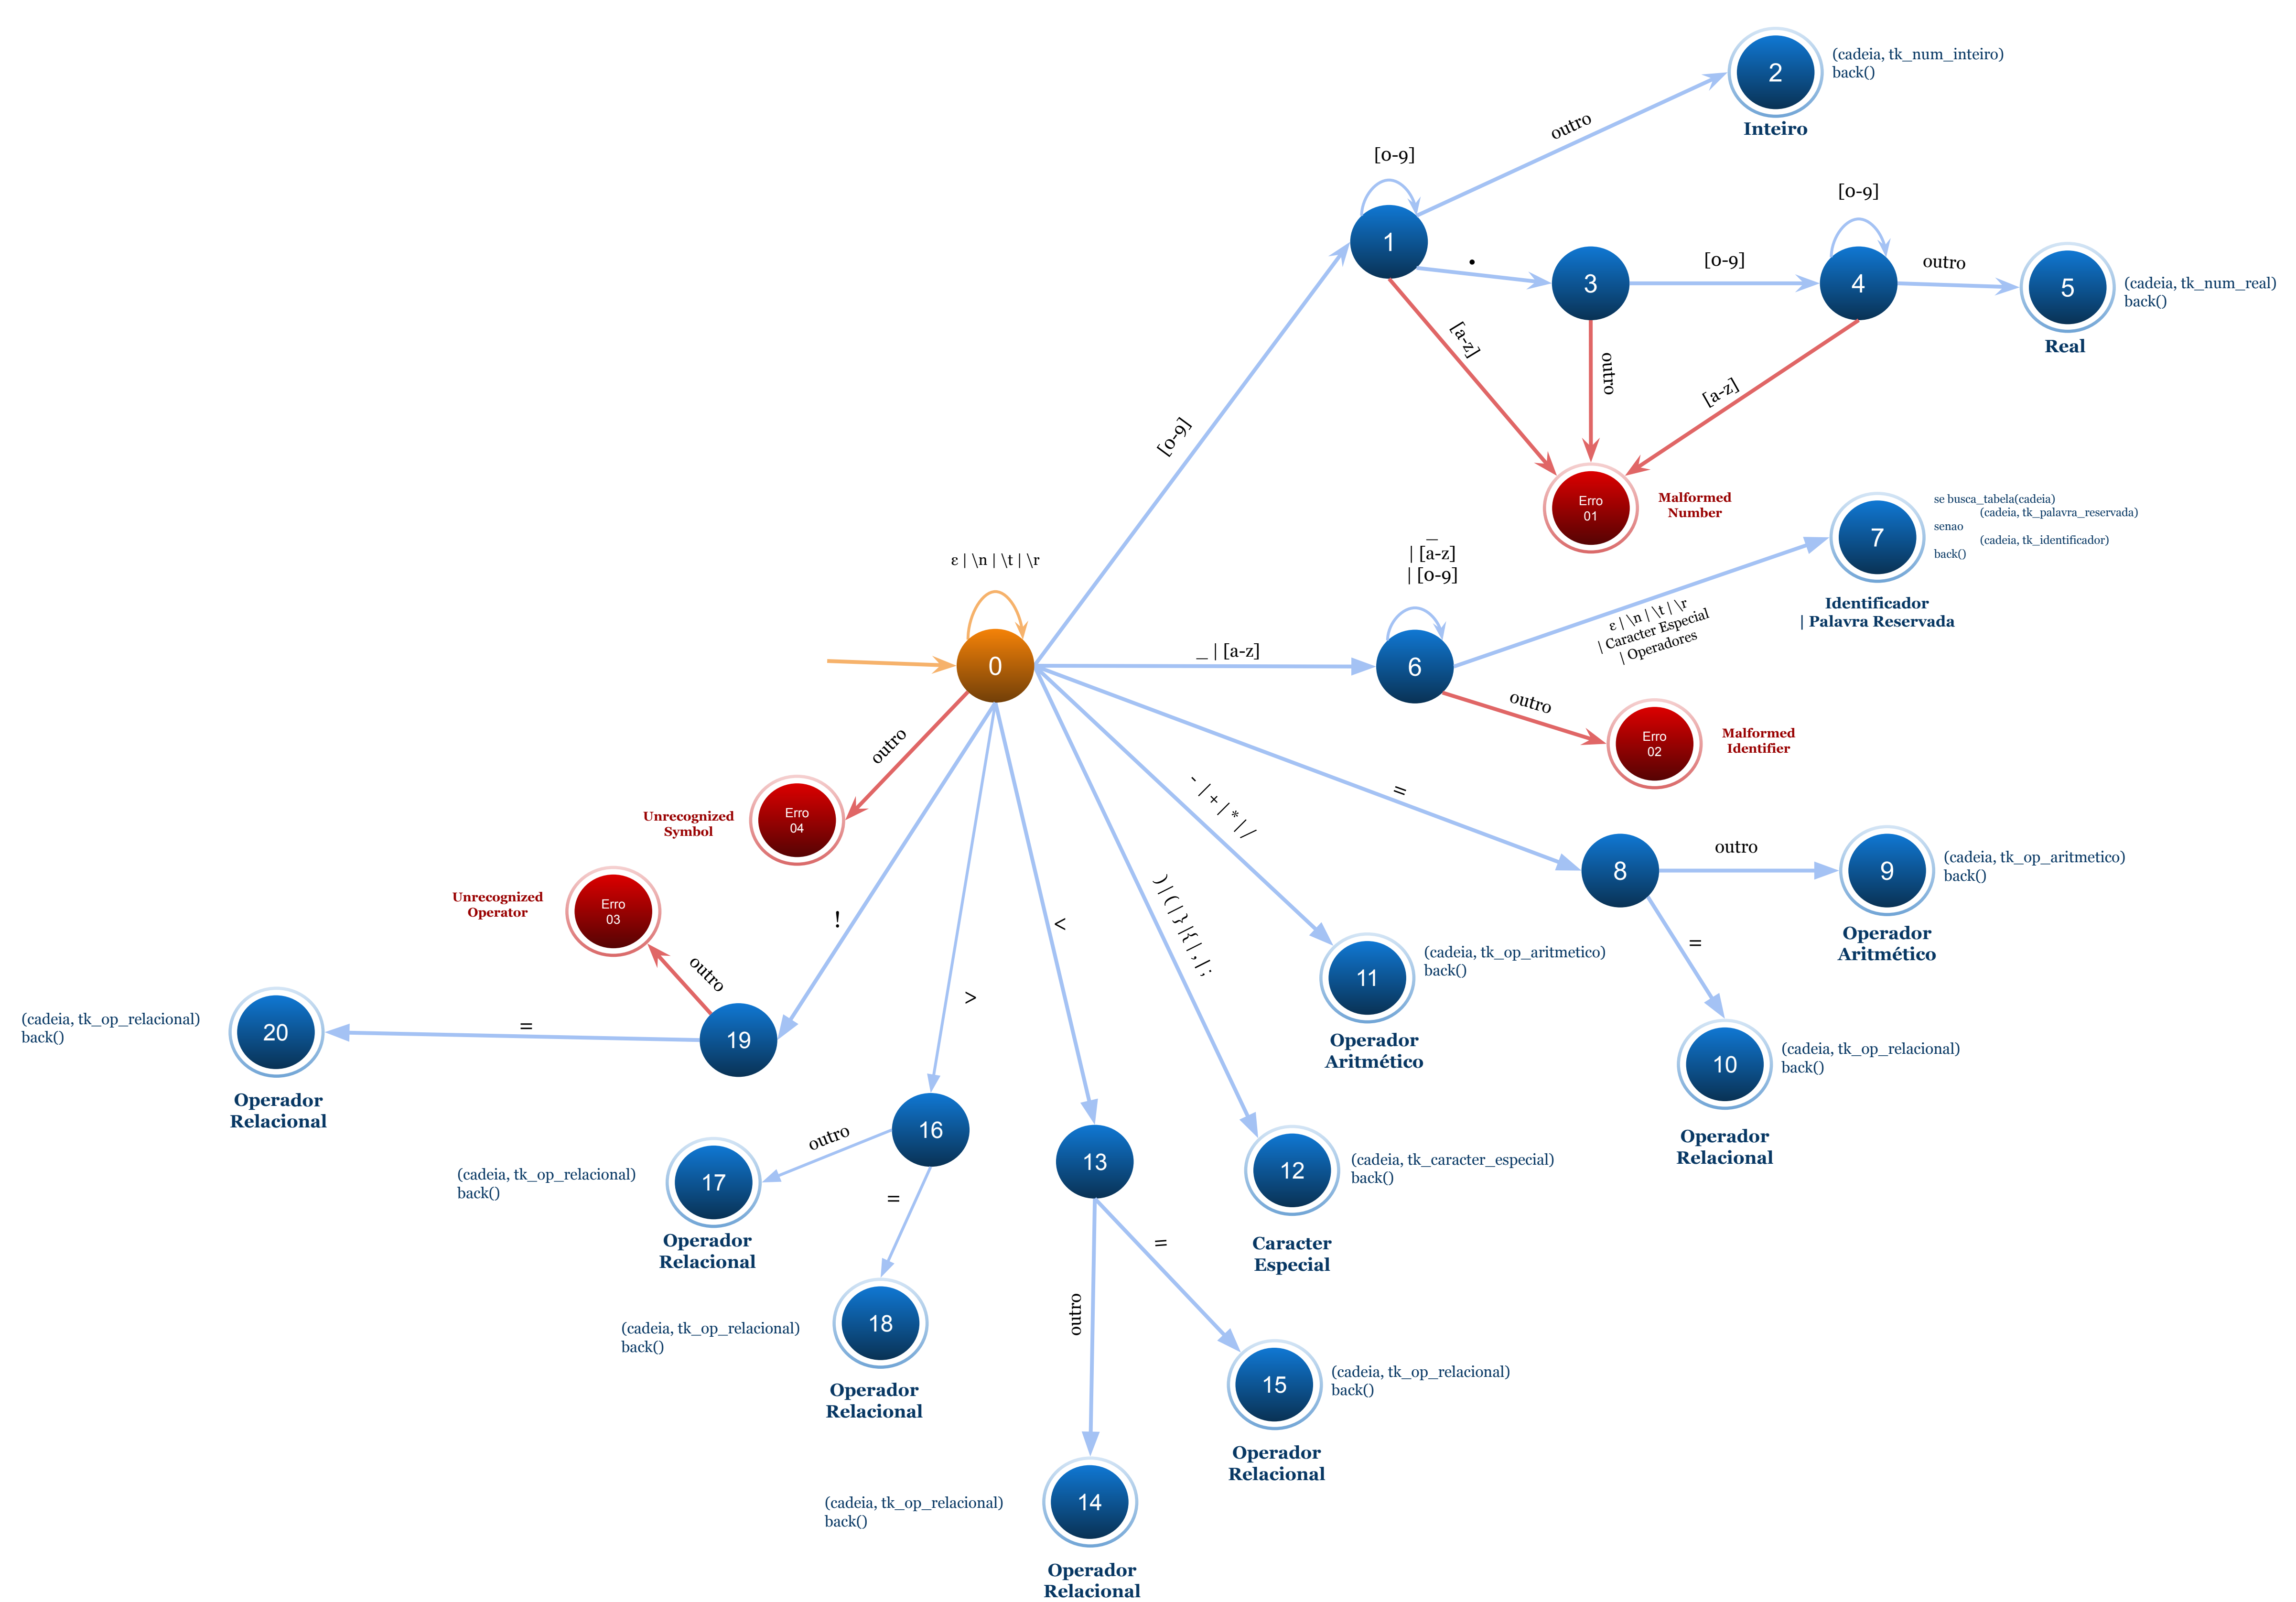 2
(cadeia, tk_num_inteiro)
back()
Inteiro
outro
[0-9]
1
.
[a-z]
3
outro
[0-9]
[0-9]
4
outro
[a-z]
5
(cadeia, tk_num_real)
back()
Real
Erro
01
Malformed
Number
[0-9]
ε | \n | \t | \r
0
_ | [a-z]
_
| [a-z]
| [0-9]
6
ε | \n | \t | \r
| Caracter Especial
| Operadores
7
se busca_tabela(cadeia)
(cadeia, tk_palavra_reservada)
senao
(cadeia, tk_identificador)
back()
Identificador
| Palavra Reservada
outro
Erro
02
Malformed
Identifier
outro
Erro
04
Unrecognized
Symbol
=
8
outro
9
(cadeia, tk_op_aritmetico)
back()
Operador
Aritmético
=
10
(cadeia, tk_op_relacional)
back()
Operador
Relacional
- | + | * | /
11
(cadeia, tk_op_aritmetico)
back()
Operador
Aritmético
) | ( | } | { | , | ;
12
(cadeia, tk_caracter_especial)
back()
Caracter
Especial
<
13
outro
14
(cadeia, tk_op_relacional)
back()
Operador
Relacional
=
15
(cadeia, tk_op_relacional)
back()
Operador
Relacional
>
16
outro
17
(cadeia, tk_op_relacional)
back()
Operador
Relacional
=
18
(cadeia, tk_op_relacional)
back()
Operador
Relacional
!
19
outro
Erro
03
Unrecognized
Operator
=
20
(cadeia, tk_op_relacional)
back()
Operador
Relacional